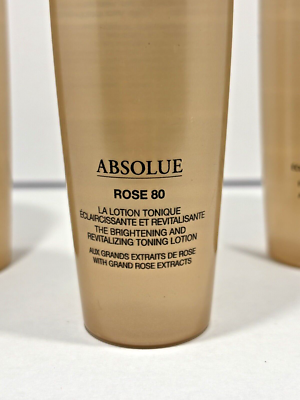 ABSOLUE
ROSE 80
LA LOTION TONIQUE
ÉCLAIRCISSANTE ET REVITALISANTE
THE BRIGHTENING AND
REVITALIZING TONING LOTION
AUX GRANDS EXTRAITS DE ROSE
WITH GRAND ROSE EXTRACTS